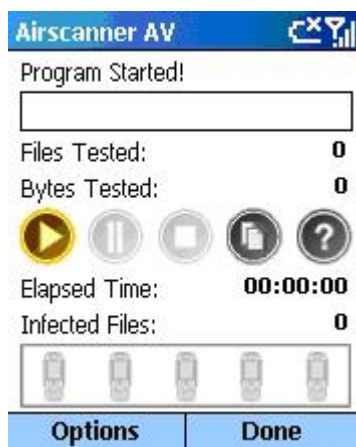 Airscanner AV
Program Started!
Files Tested: 0
Bytes Tested: 0
?
Elapsed Time: 00:00:00
Infected Files: 0
Options Done